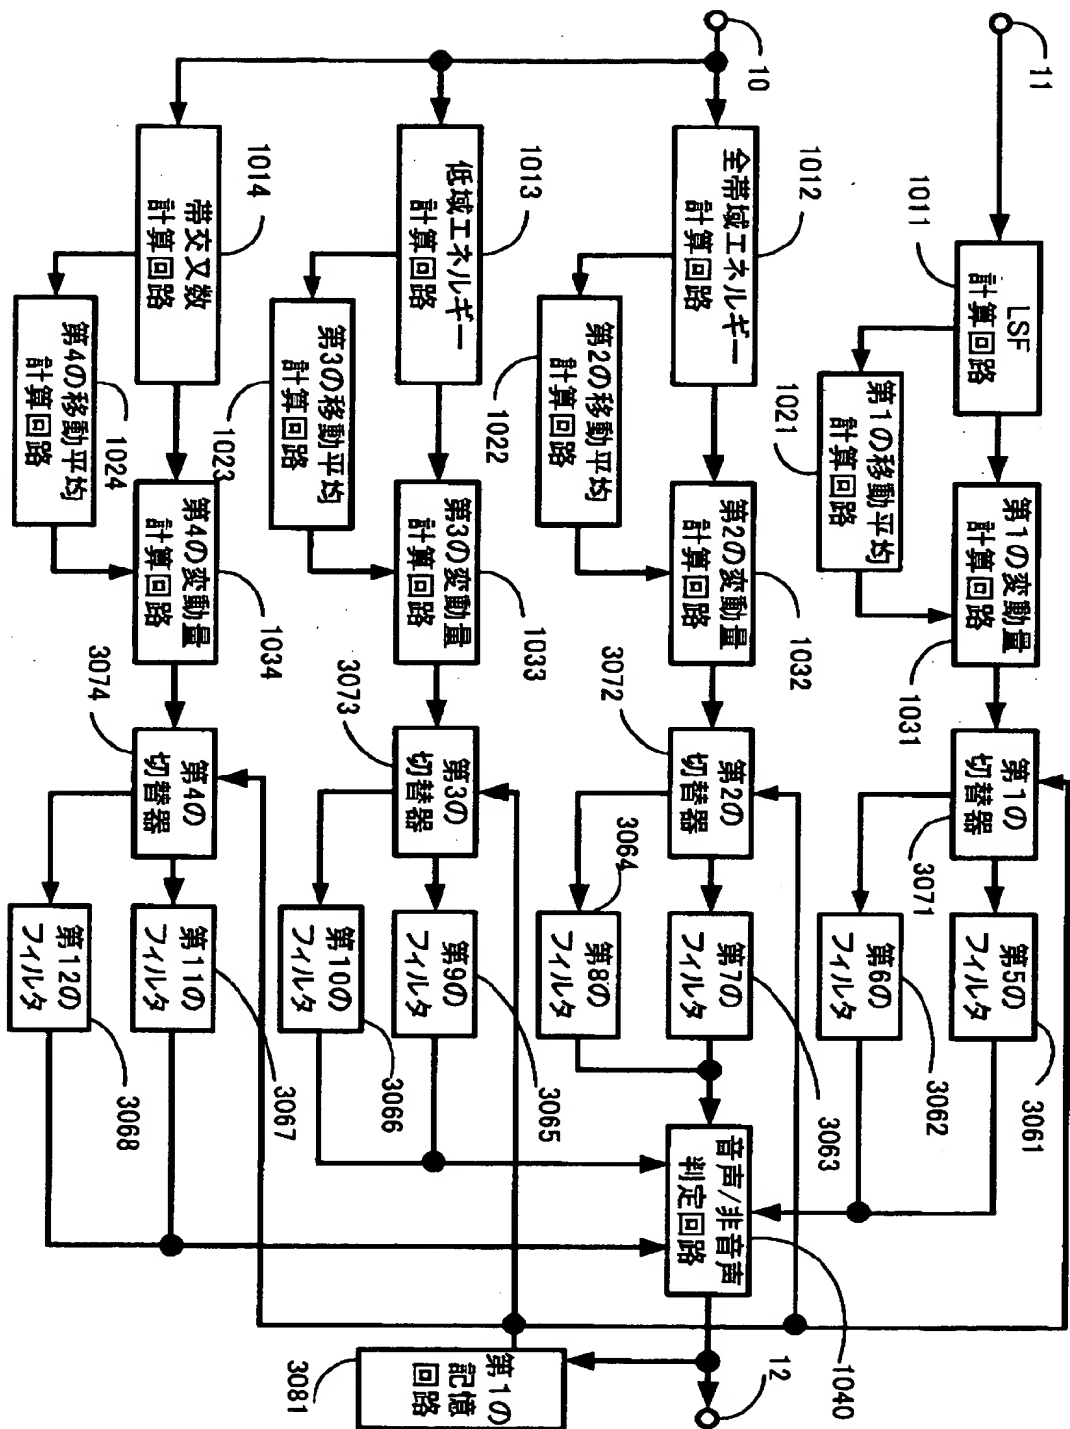 11
1011
LSF
計算回路
第1の変動量
計算回路
1031
第1の
切替器
3071
第5の
フィルタ
3061
1021
第1の移動平均
計算回路
第6の
フィルタ
3062
10
1012
全帯域エネルギー
計算回路
第2の変動量
計算回路
1032
3072
第2の
切替器
第7の
フィルタ
3063
音声/非音声
判定回路
1040
12
第2の移動平均
計算回路
1022
3064
第8の
フィルタ
1013
低域エネルギー
計算回路
第3の変動量
計算回路
1033
3073
第3の
切替器
第9の
フィルタ
3065
第1の
記憶
回路
3081
第3の移動平均
計算回路
1023
第10の
フィルタ
3066
1014
帯交叉数
計算回路
第4の変動量
計算回路
1034
3074
第4の
切替器
第11の
フィルタ
3067
第4の移動平均
計算回路
1024
第12の
フィルタ
3068